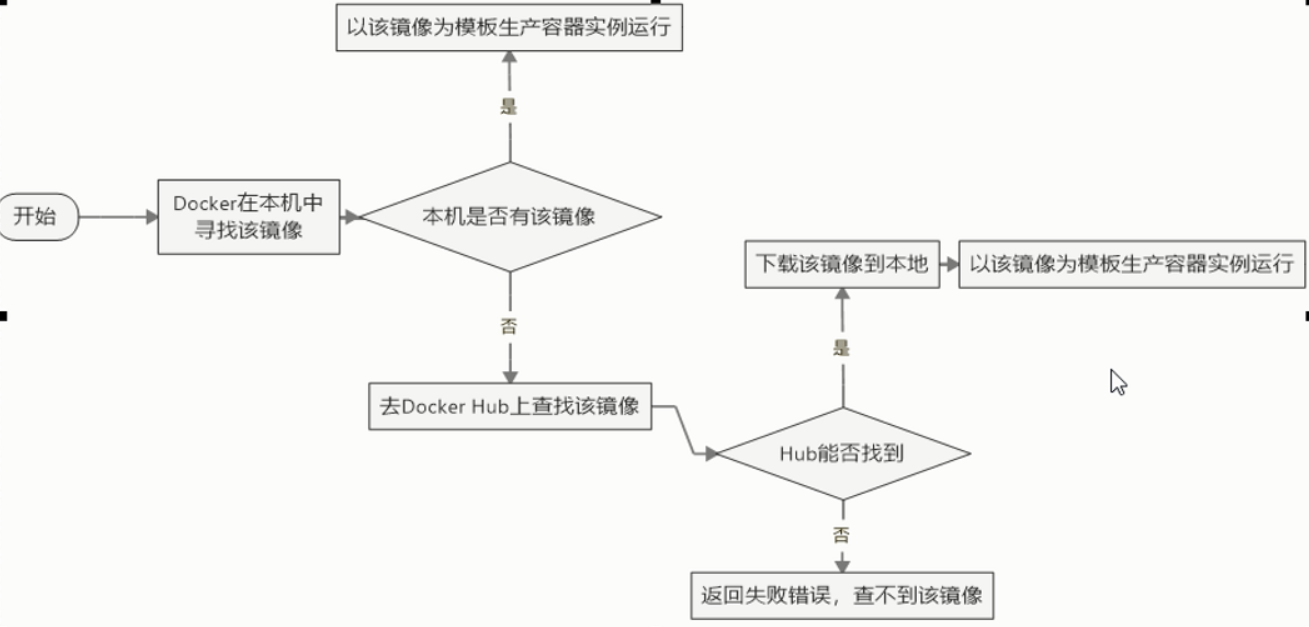 以该镜像为模板生产容器实例运行
是
开始
Docker在本机中
寻找该镜像
本机是否有该镜像
否
去Docker Hub上查找该镜像
下载该镜像到本地
以该镜像为模板生产容器实例运行
是
Hub能否找到
否
返回失败错误，查不到该镜像